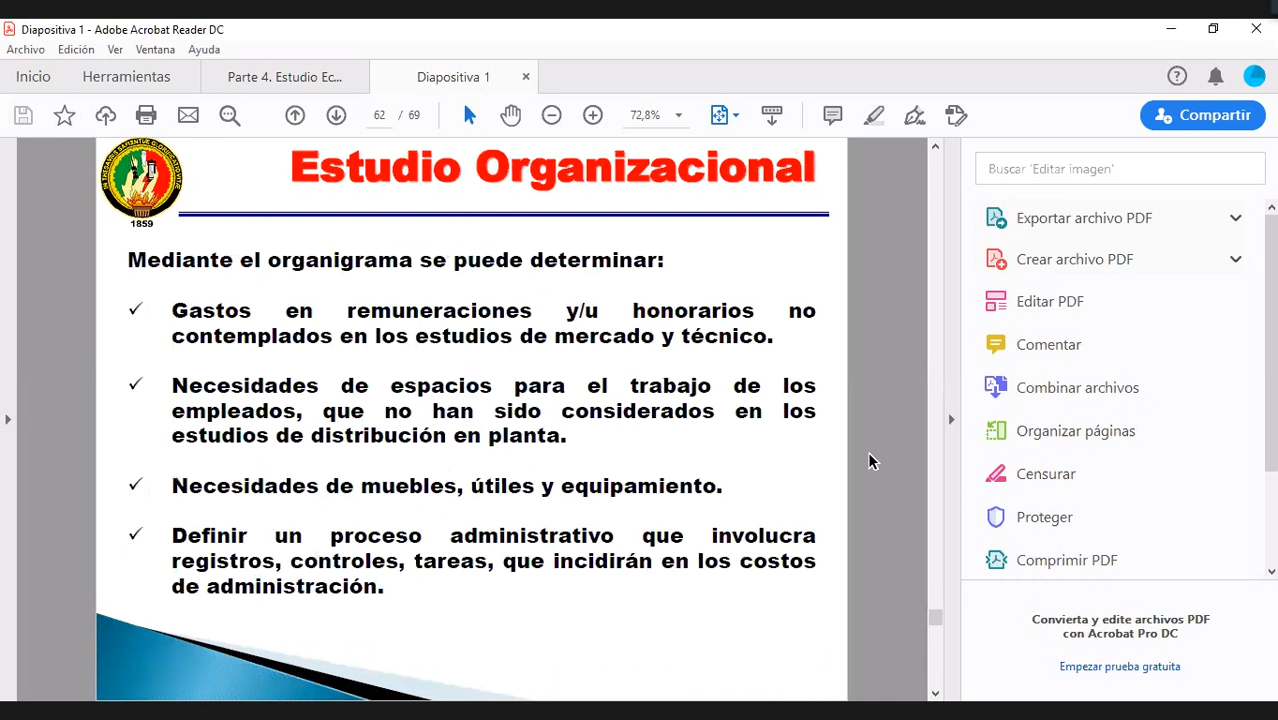 Diapositiva 1 - Adobe Acrobat Reader DC
Archivo Edición Ver Ventana Ayuda
Inicio Herramientas Parte 4. Estudio Ec... Diapositiva 1
62 / 69 72,8% Compartir
Estudio Organizacional
1859
Mediante el organigrama se puede determinar:
Gastos en remuneraciones y/u honorarios no
contemplados en los estudios de mercado y técnico.
Necesidades de espacios para el trabajo de los
empleados, que no han sido considerados en los
estudios de distribución en planta.
Necesidades de muebles, útiles y equipamiento.
Definir un proceso administrativo que involucra
registros, controles, tareas, que incidirán en los costos
de administración.
Buscar 'Editar imagen'
Exportar archivo PDF
Crear archivo PDF
Editar PDF
Comentar
Combinar archivos
Organizar páginas
Censurar
Proteger
Comprimir PDF
Convierta y edite archivos PDF
con Acrobat Pro DC
Empezar prueba gratuita